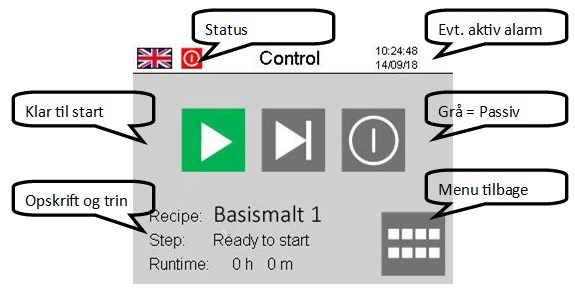 Status
Evt. aktiv alarm
Control
10:24:48
14/09/18
Klar til start
Grå = Passiv
Opskrift og trin
Menu tilbage
Recipe: Basismalt 1
Step: Ready to start
Runtime: 0 h 0 m